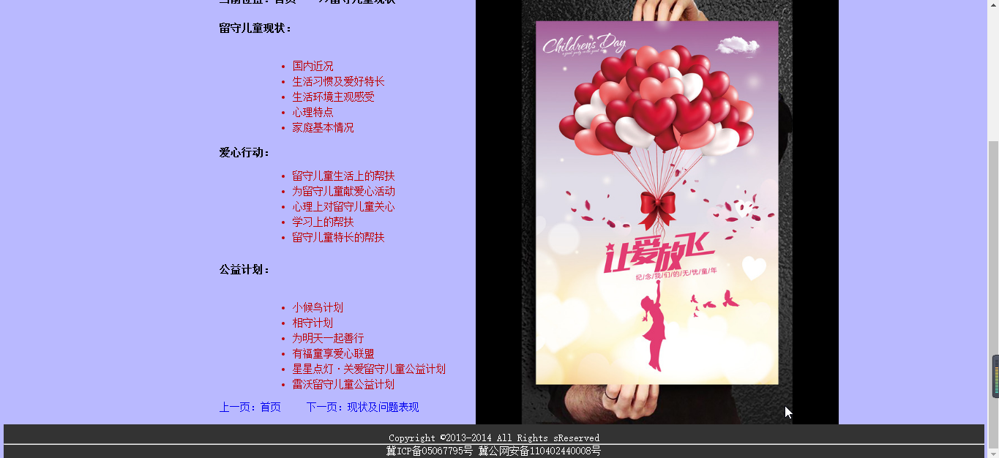 当前位置：首页 >>留守儿童现状
留守儿童现状：
国内近况
生活习惯及爱好特长
生活环境主观感受
心理特点
家庭基本情况
爱心行动：
留守儿童生活上的帮扶
为留守儿童献爱心活动
心理上对留守儿童关心
学习上的帮扶
留守儿童特长的帮扶
公益计划：
小候鸟计划
相守计划
为明天一起善行
有福童享爱心联盟
星星点灯·关爱留守儿童公益计划
雷沃留守儿童公益计划
上一页：首页 下一页：现状及问题表现
Children's Day
让爱放飞
纪/念/我/们/的/无/忧/童/年
Copyright ©2013-2014 All Rights sReserved
冀ICP备05067795号 冀公网安备110402440008号